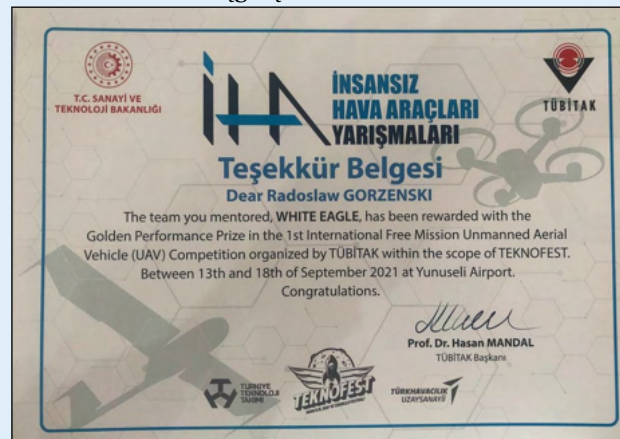 T.C. SANAYİ VE
TEKNOLOJİ BAKANLIĞI
İHA
İNSANSIZ
HAVA ARAÇLARI
YARIŞMALARI
TÜBİTAK
Teşekkür Belgesi
Dear Radoslaw GORZENSKI
The team you mentored, WHITE EAGLE, has been rewarded with the
Golden Performance Prize in the 1st International Free Mission Unmanned Aerial
Vehicle (UAV) Competition organized by TÜBİTAK within the scope of TEKNOFEST.
Between 13th and 18th of September 2021 at Yunuseli Airport.
Congratulations.
Prof. Dr. Hasan MANDAL
TÜBİTAK Başkanı
TÜRKİYE
TEKNOLOJİ
TAKIMI
TEKNOFEST
TÜRKHAVACILIK
UZAYSANAYİİ